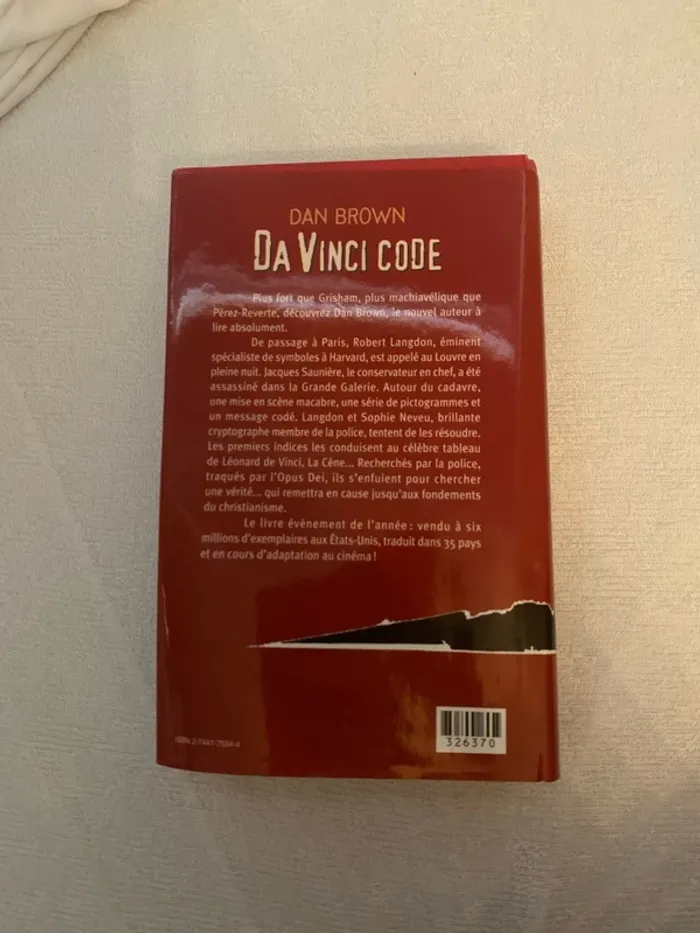 DAN BROWN
DA VINCI CODE
Plus fort que Grisham, plus machiavélique que
Pérez-Reverte, découvrez Dan Brown, le nouvel auteur à
lire absolument.
De passage à Paris, Robert Langdon, éminent
spécialiste de symboles à Harvard, est appelé au Louvre en
pleine nuit. Jacques Saunière, le conservateur en chef, a été
assassiné dans la Grande Galerie. Autour du cadavre,
une mise en scène macabre, une série de pictogrammes et
un message codé. Langdon et Sophie Neveu, brillante
cryptographe membre de la police, tentent de les résoudre.
Les premiers indices les conduisent au célèbre tableau
de Léonard de Vinci, La Cène... Recherchés par la police,
traqués par l'Opus Dei, ils s'enfuient pour chercher
une vérité... qui remettra en cause jusqu'aux fondements
du christianisme.
Le livre événement de l'année : vendu à six
millions d'exemplaires aux États-Unis, traduit dans 35 pays
et en cours d'adaptation au cinéma !
326370